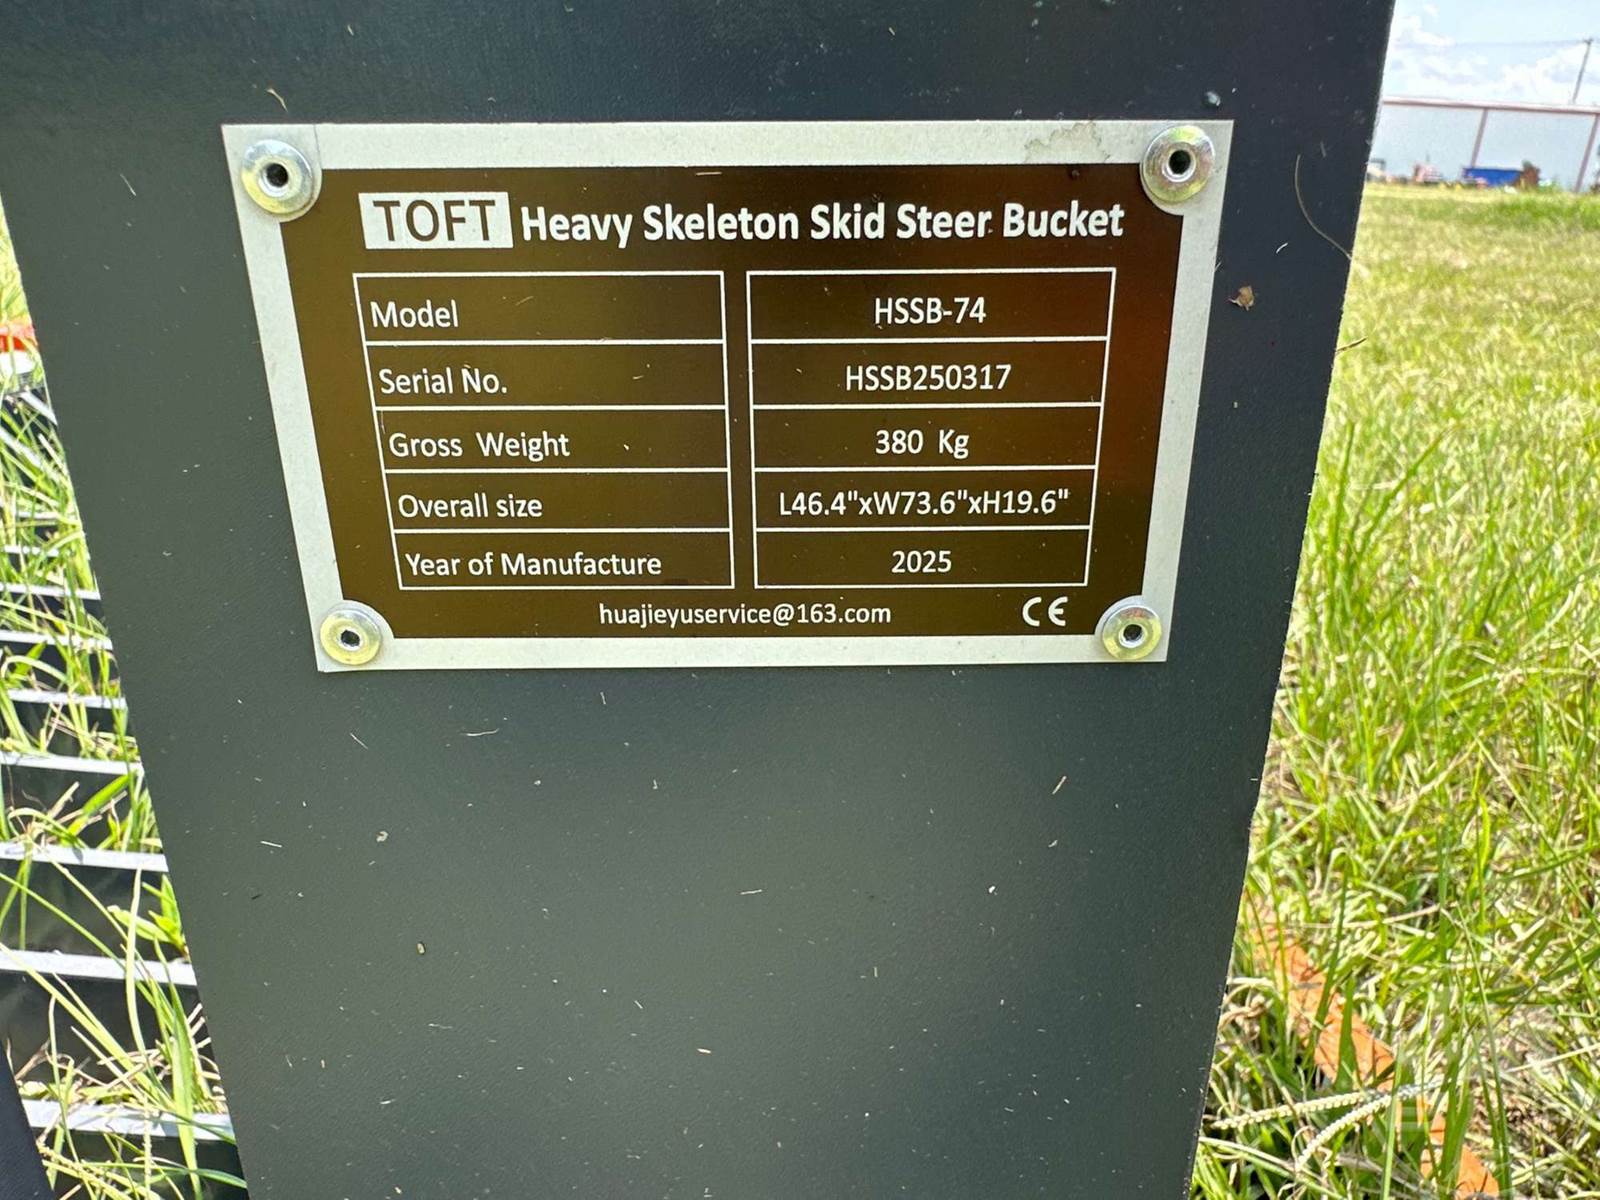 TOFT Heavy Skeleton Skid Steer Bucket
Model HSSB-74
Serial No. HSSB250317
Gross Weight 380 Kg
Overall size L46.4"xW73.6"xH19.6"
Year of Manufacture 2025
huajieyuservice@163.com CE